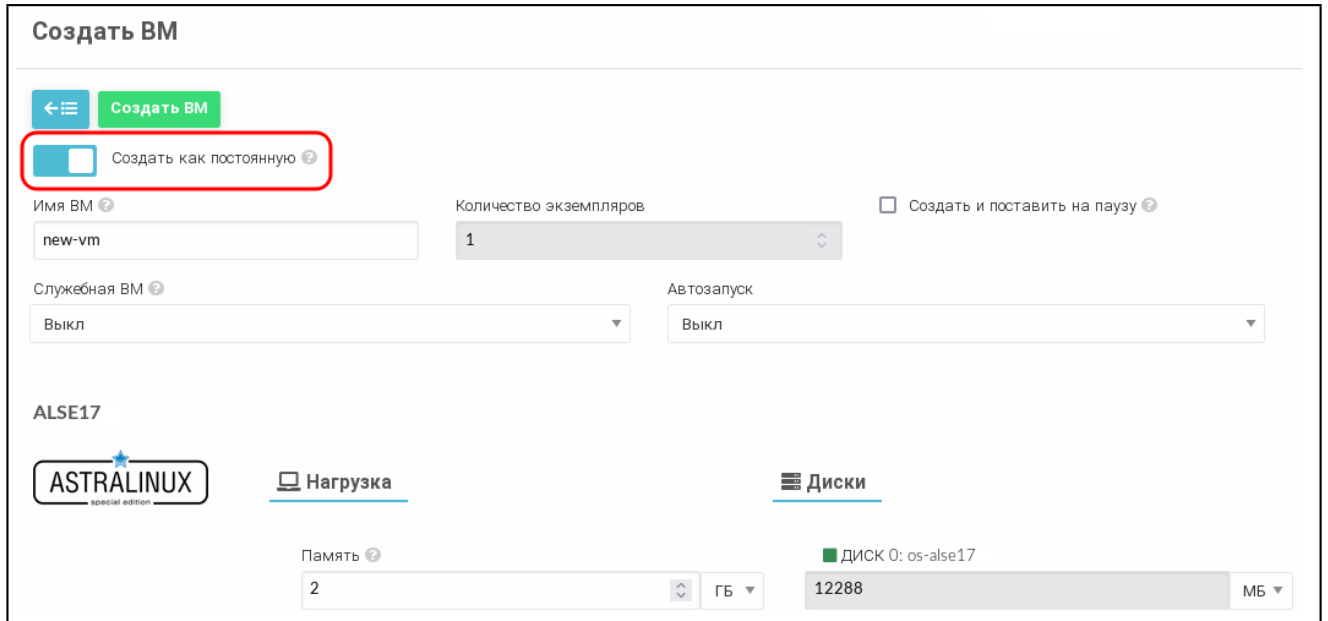 Создать ВМ
Создать ВМ
Создать как постоянную
Имя ВМ
Количество экземпляров
Создать и поставить на паузу
new-vm
1
Служебная ВМ
Автозапуск
Выкл
Выкл
ALSE17
ASTRALINUX
special edition
Нагрузка
Диски
Память
ДИСК 0: os-alse17
2
ГБ
12288
МБ